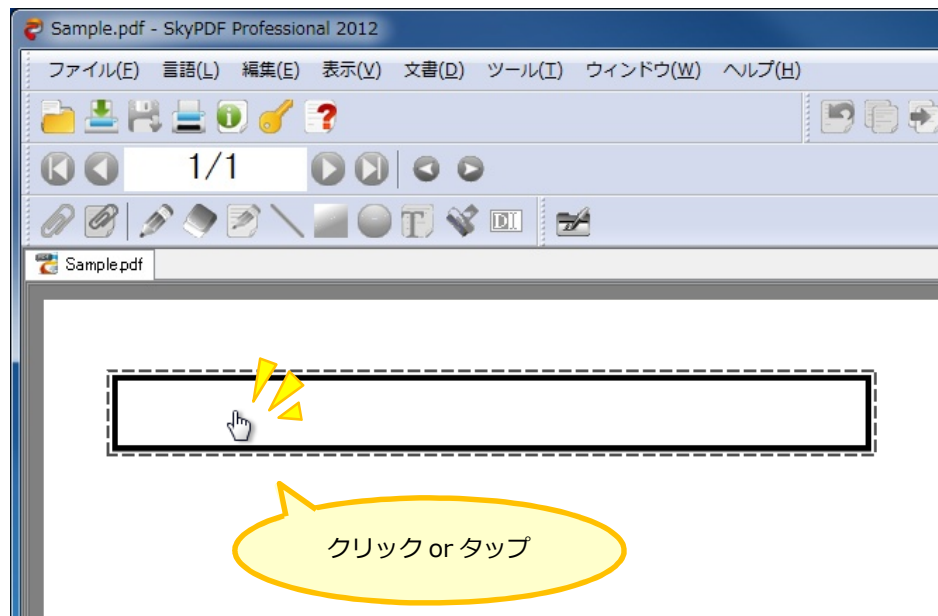 Sample.pdf - SkyPDF Professional 2012
ファイル(F) 言語(L) 編集(E) 表示(V) 文書(D) ツール(T) ウィンドウ(W) ヘルプ(H)
1/1
T DI
Sample.pdf
クリック or タップ